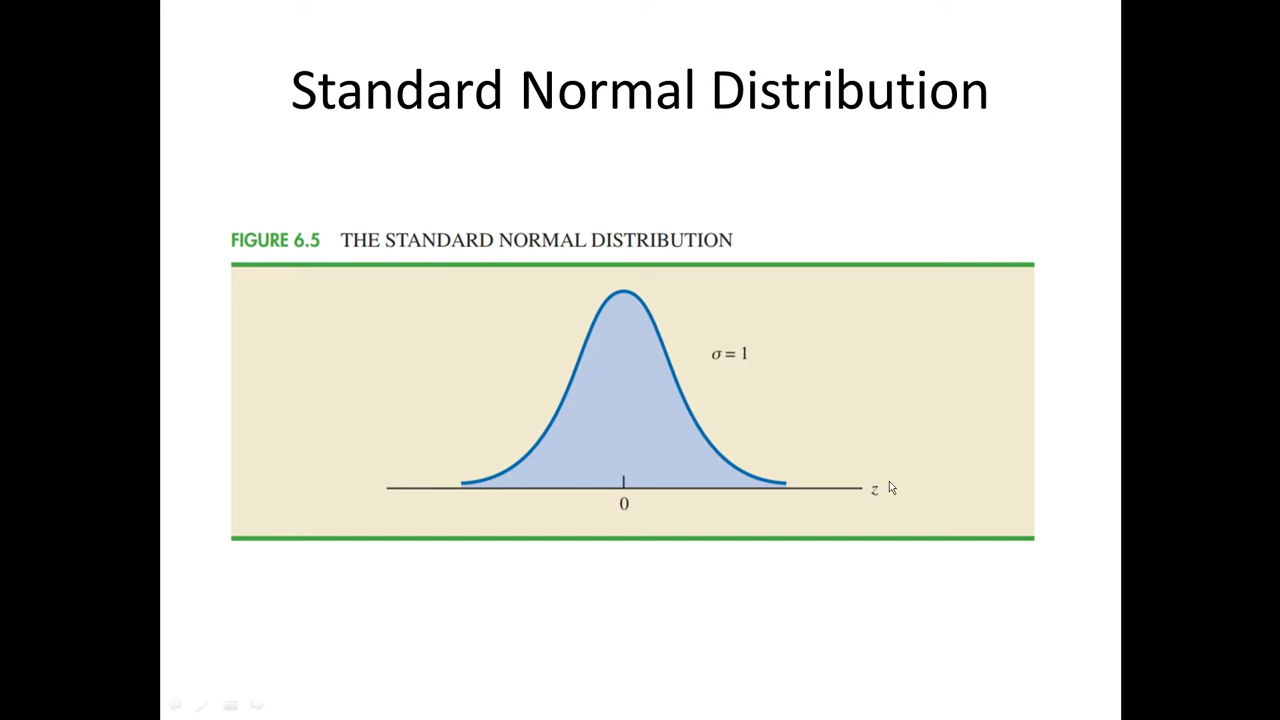 Standard Normal Distribution
FIGURE 6.5 THE STANDARD NORMAL DISTRIBUTION
σ = 1
z
0